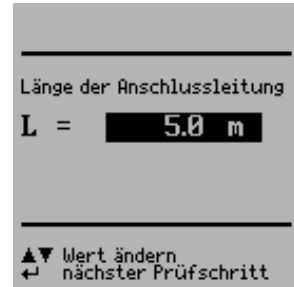 Länge der Anschlussleitung
L = 5.0 m
▲▼ Wert ändern
↵ nächster Prüfschritt